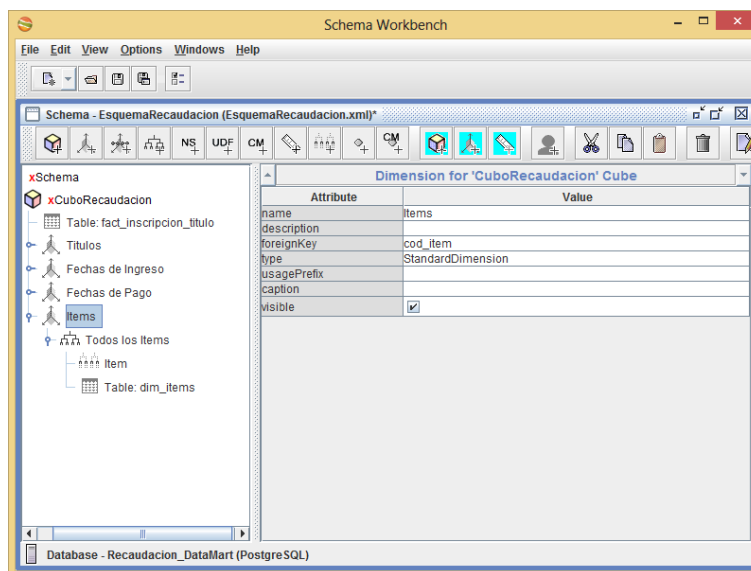 Schema Workbench
File Edit View Options Windows Help
Schema - EsquemaRecaudacion (EsquemaRecaudacion.xml)*
NS UDF CM CM
xSchema
xCuboRecaudacion
Table: fact_inscripcion_titulo
Titulos
Fechas de Ingreso
Fechas de Pago
Items
Todos los Items
Item
Table: dim_items
Dimension for 'CuboRecaudacion' Cube
Attribute Value
name Items
description
foreignKey cod_item
type StandardDimension
usagePrefix
caption
visible
Database - Recaudacion_DataMart (PostgreSQL)